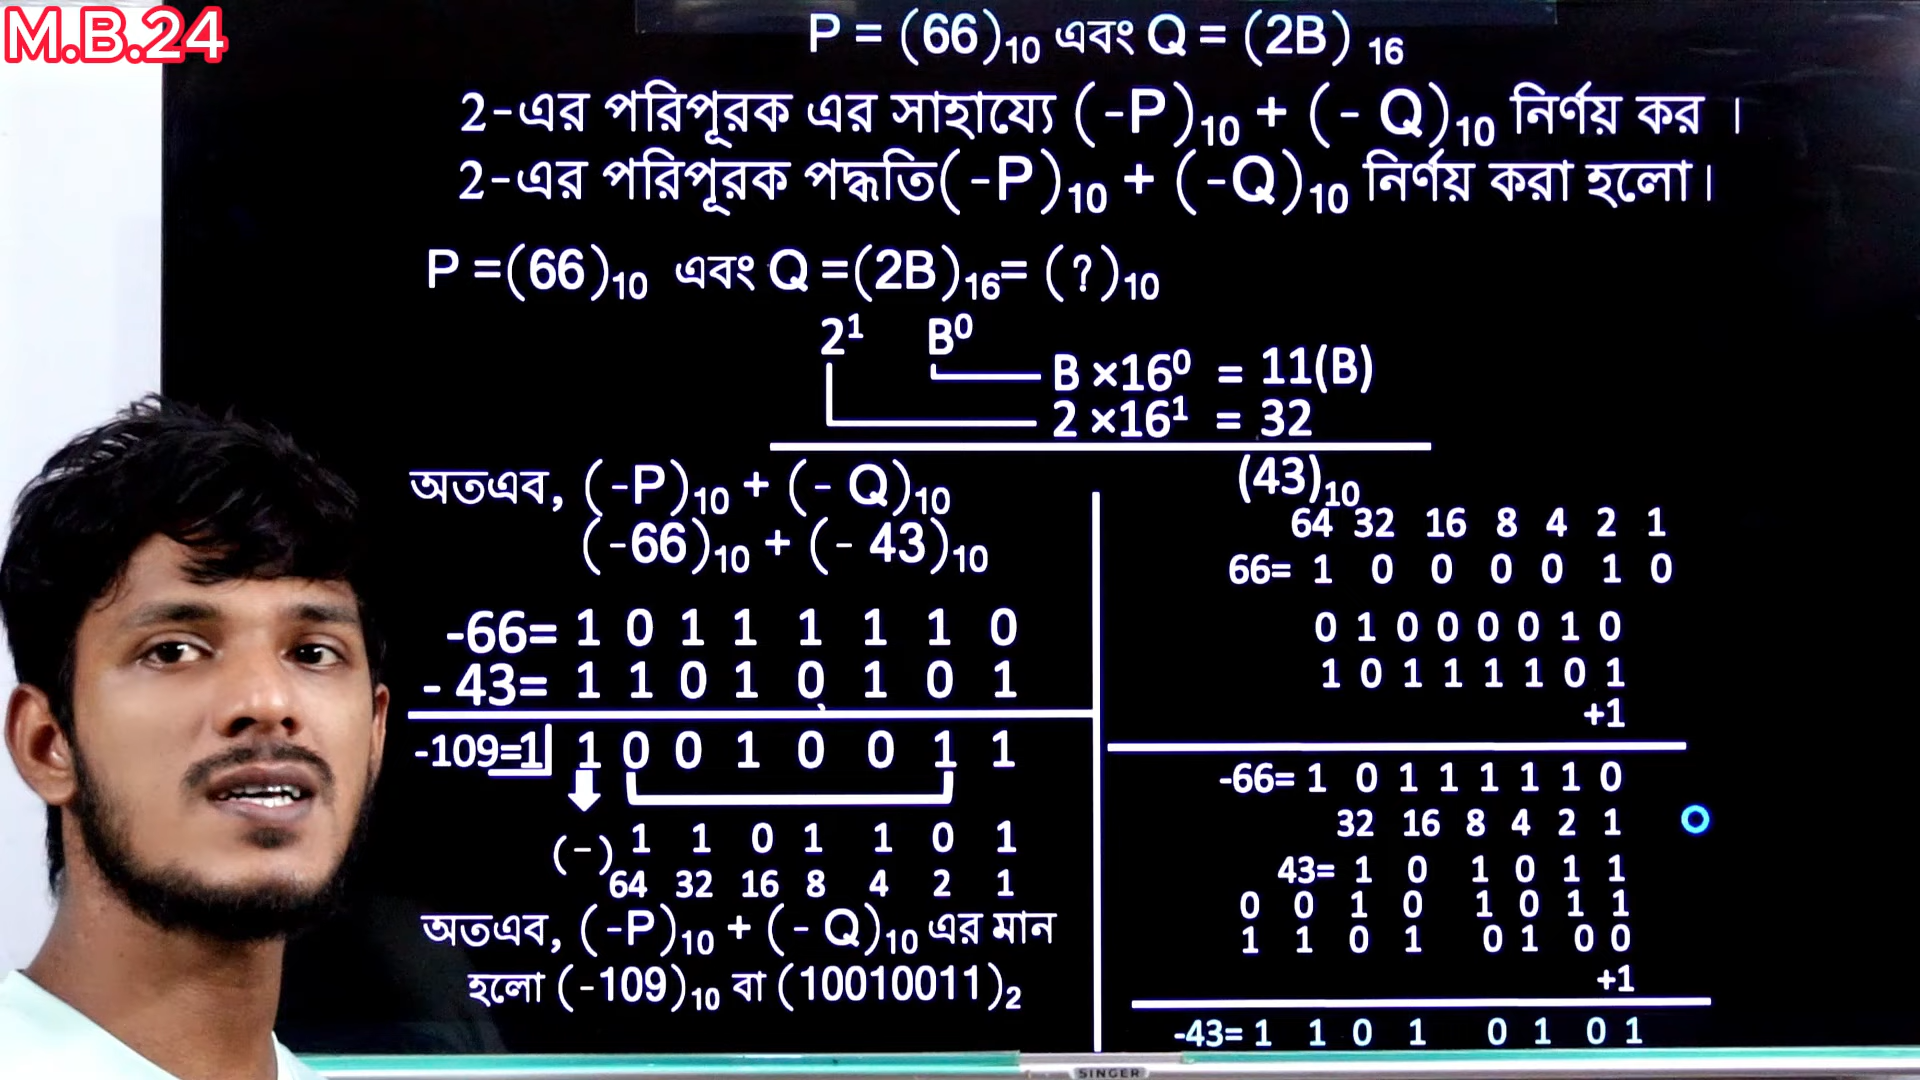 M.B.24
P = (66)₁₀ এবং Q = (2B) ₁₆
2-এর পরিপূরক এর সাহায্যে (-P)₁₀ + (- Q)₁₀ নির্ণয় কর ।
2-এর পরিপূরক পদ্ধতি(-P)₁₀ + (-Q)₁₀ নির্ণয় করা হলো।
P =(66)₁₀ এবং Q =(2B)₁₆= (?)₁₀
2¹ B⁰
B ×16⁰ = 11(B)
2 ×16¹ = 32
(43)₁₀
অতএব, (-P)₁₀ + (- Q)₁₀
(-66)₁₀ + (- 43)₁₀
-66= 1 0 1 1 1 1 1 0
- 43= 1 1 0 1 0 1 0 1
-109=1 1 0 0 1 0 0 1 1
(-) 1 1 0 1 1 0 1
64 32 16 8 4 2 1
অতএব, (-P)₁₀ + (- Q)₁₀ এর মান
হলো (-109)₁₀ বা (10010011)₂
64 32 16 8 4 2 1
66= 1 0 0 0 0 1 0
0 1 0 0 0 0 1 0
1 0 1 1 1 1 0 1
+1
-66= 1 0 1 1 1 1 1 0
32 16 8 4 2 1
43= 1 0 1 0 1 1
0 0 1 0 1 0 1 1
1 1 0 1 0 1 0 0
+1
-43= 1 1 0 1 0 1 0 1
SINGER